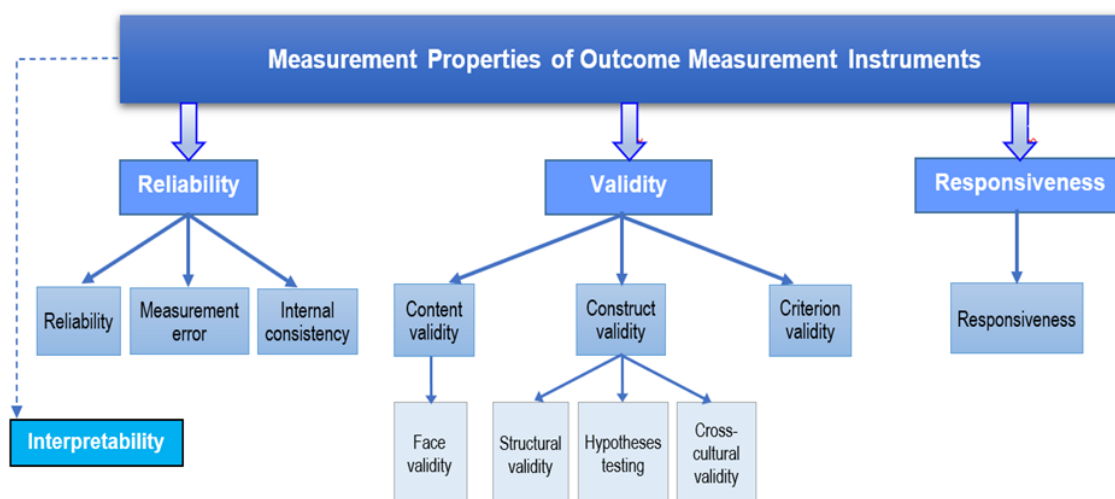 Measurement Properties of Outcome Measurement Instruments
Reliability
Validity
Responsiveness
Reliability
Measurement
error
Internal
consistency
Content
validity
Construct
validity
Criterion
validity
Responsiveness
Interpretability
Face
validity
Structural
validity
Hypotheses
testing
Cross-
cultural
validity